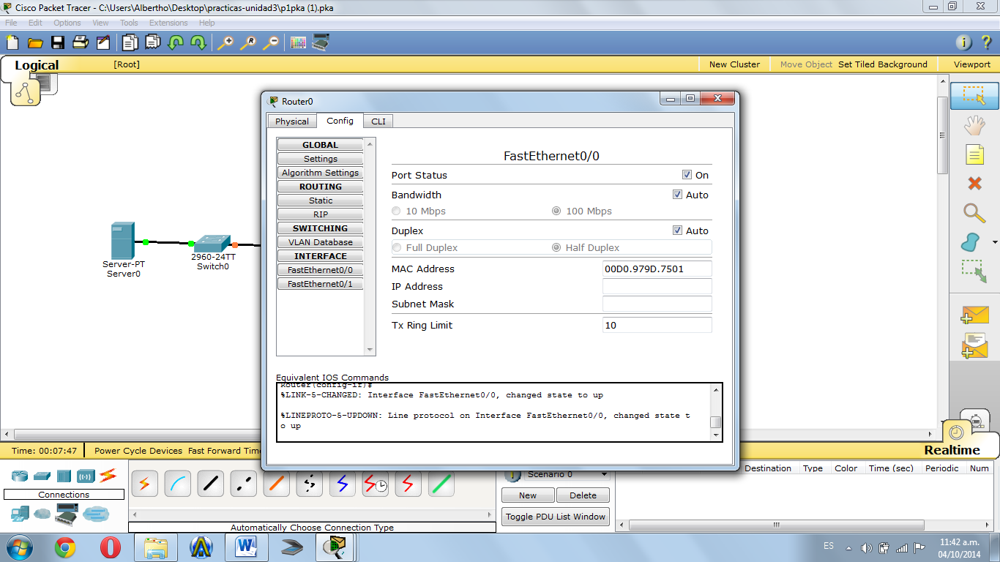 Cisco Packet Tracer - C:\Users\Albertho\Desktop\practicas-unidad3\p1pka (1).pka
File Edit Options View Tools Extensions Help
Logical [Root] New Cluster Move Object Set Tiled Background Viewport
Router0
Physical Config CLI
GLOBAL
Settings
Algorithm Settings
ROUTING
Static
RIP
SWITCHING
VLAN Database
INTERFACE
FastEthernet0/0
FastEthernet0/1
FastEthernet0/0
Port Status On
Bandwidth Auto
10 Mbps 100 Mbps
Duplex Auto
Full Duplex Half Duplex
MAC Address 00D0.979D.7501
IP Address
Subnet Mask
Tx Ring Limit 10
Equivalent IOS Commands
Router(config-if)#
%LINK-5-CHANGED: Interface FastEthernet0/0, changed state to up
%LINEPROTO-5-UPDOWN: Line protocol on Interface FastEthernet0/0, changed state t
o up
Server-PT
Server0
2960-24TT
Switch0
Time: 00:07:47 Power Cycle Devices Fast Forward Time
Realtime
Connections
Automatically Choose Connection Type
Scenario 0
New Delete
Toggle PDU List Window
Destination Type Color Time (sec) Periodic Num
ES
11:42 a.m.
04/10/2014